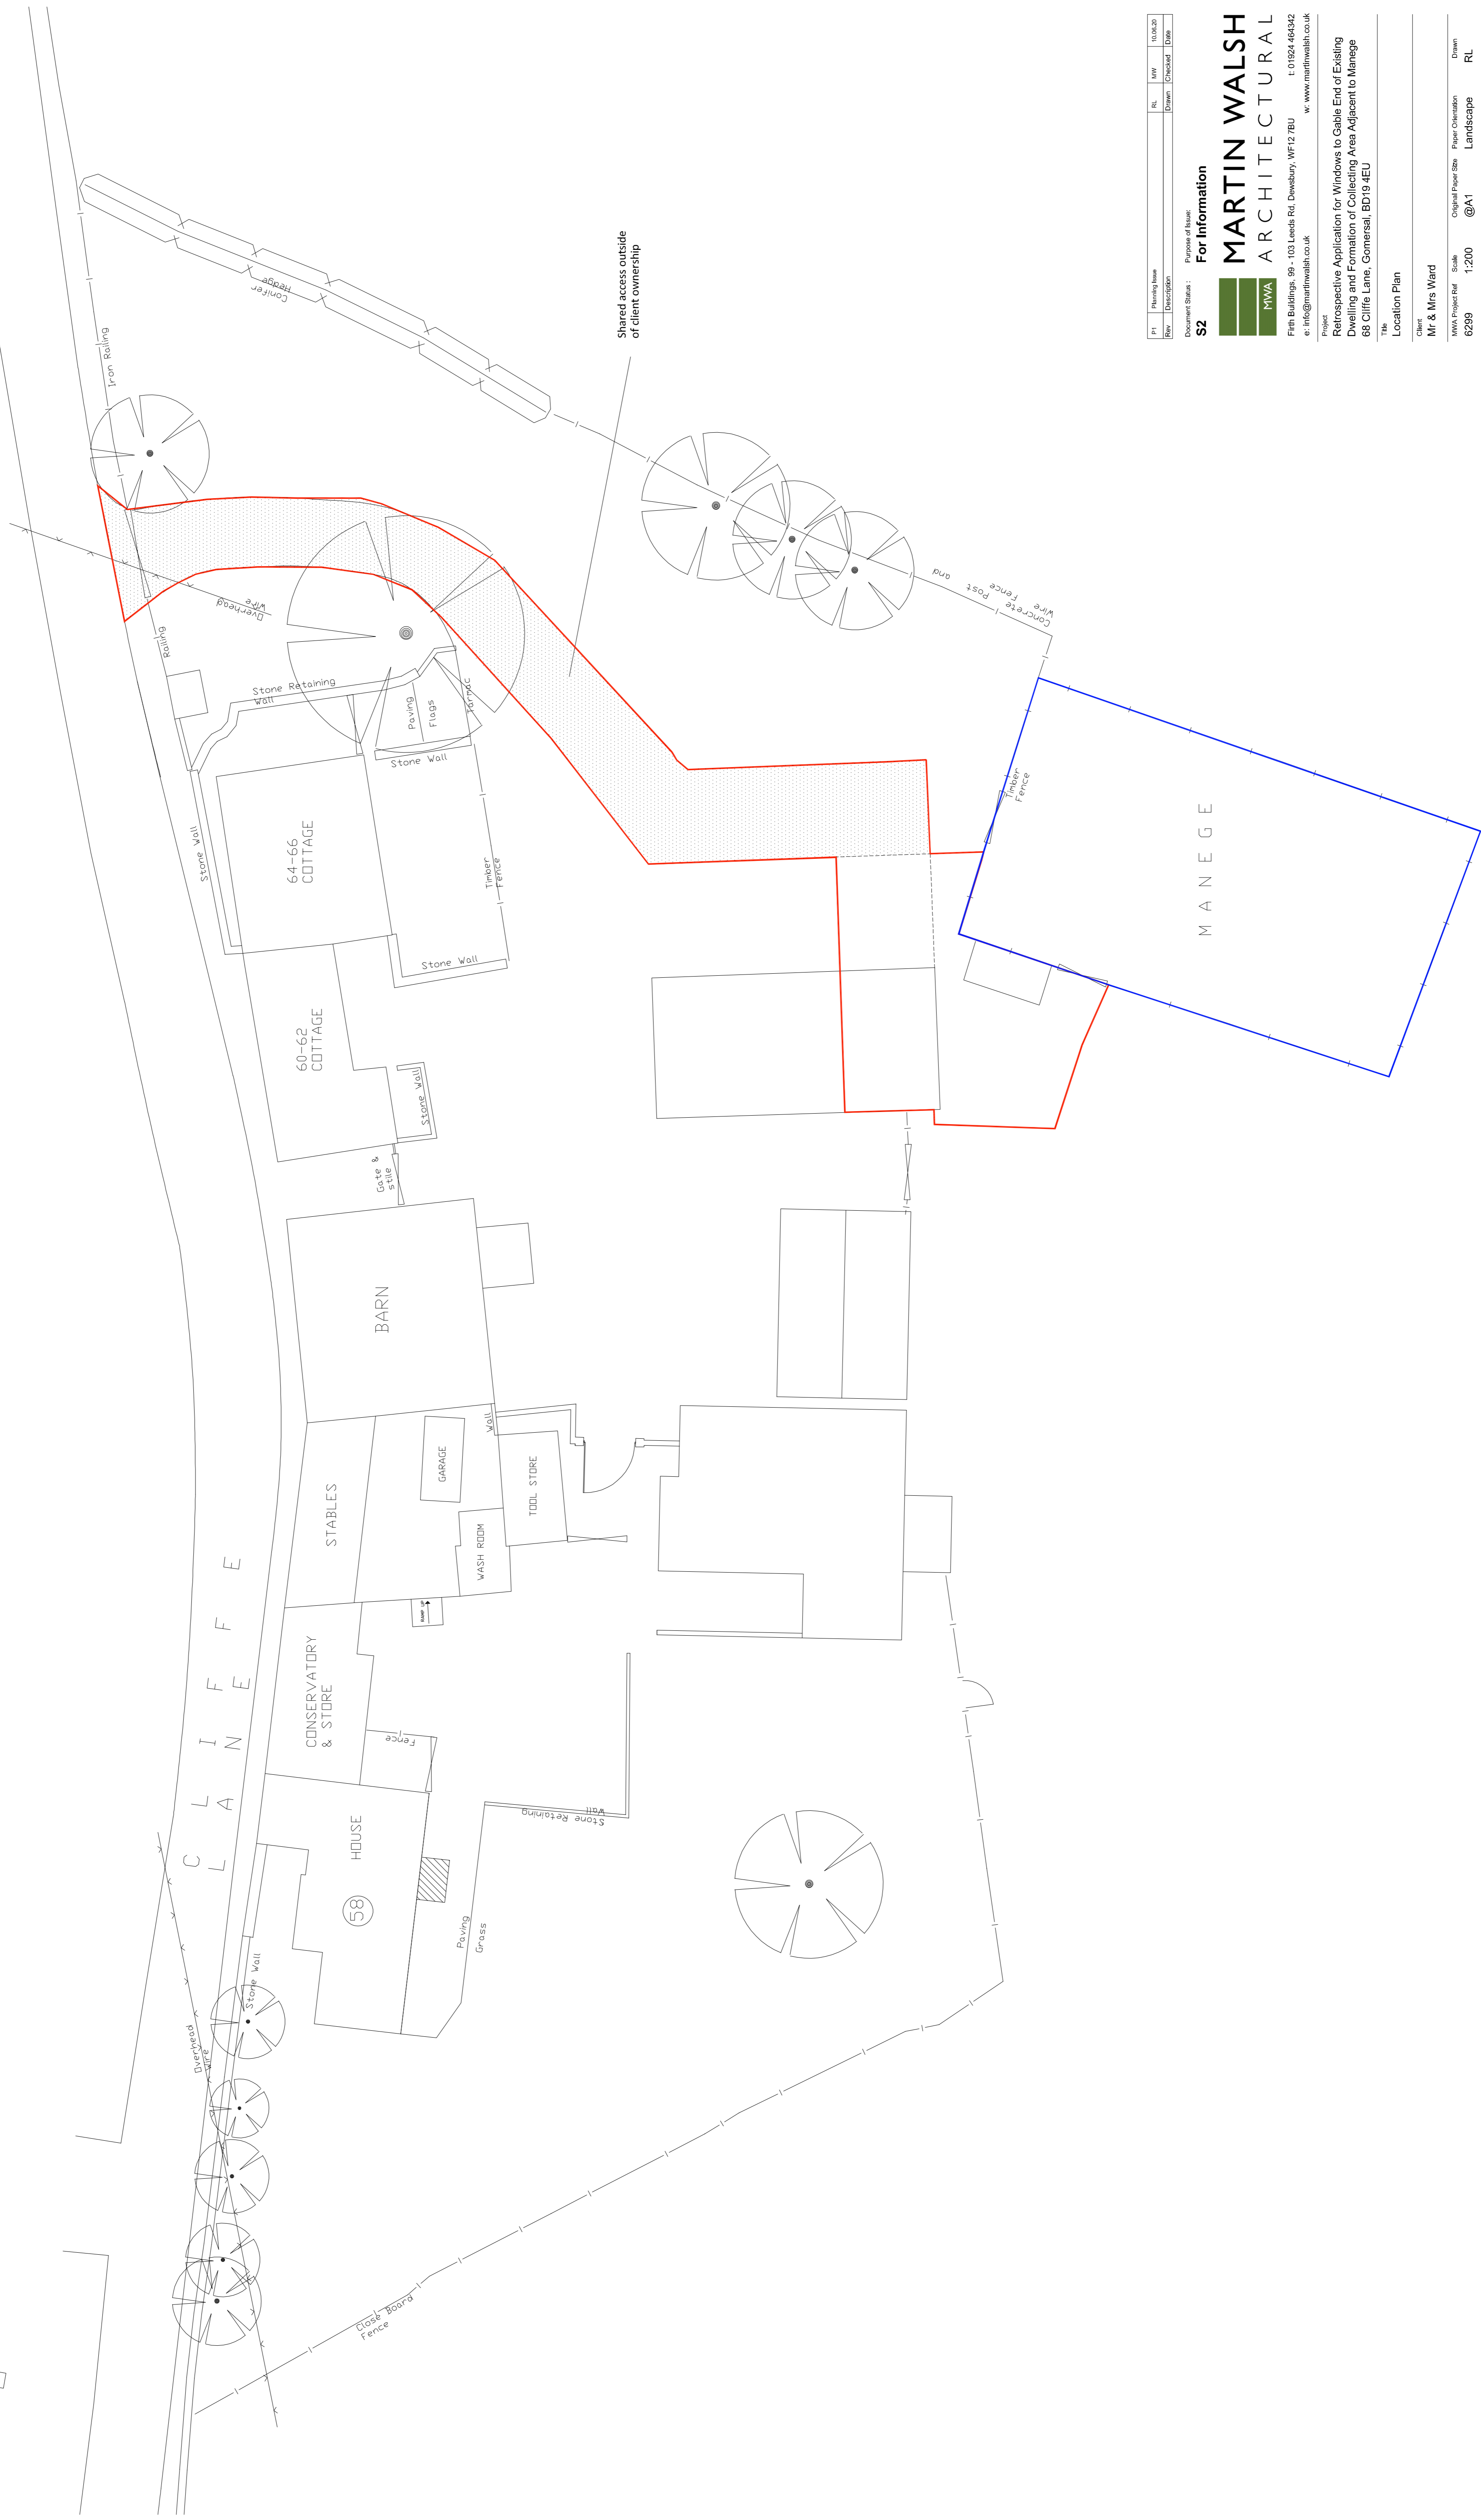 C L I F F E
L A N E
Overhead
Wire
Stone Wall
58
HOUSE
Paving
Grass
Stone Retaining
Wall
Fence
Close Board
Fence
CONSERVATORY
& STORE
RAMP UP
STABLES
GARAGE
WASH ROOM
TOOL STORE
Wall
BARN
Gate &
stile
60-62
COTTAGE
Stone Wall
Stone Wall
64-66
COTTAGE
Stone Wall
Timber
Fence
Stone Wall
Paving
Flags
Tarmac
Stone Retaining
Wall
Railing
Overhead
Wire
Iron Railing
Conifer
Hedge
Shared access outside
of client ownership
Concrete Post and
Wire Fence
Timber
Fence
M A N E G E
P1 Planning Issue RL MW 10.06.20
Rev Description Drawn Checked Date
Document Status : Purpose of Issue:
S2 For Information
MWA
MARTIN WALSH
ARCHITECTURAL
Firth Buildings, 99 - 103 Leeds Rd, Dewsbury, WF12 7BU t: 01924 464342
e: info@martinwalsh.co.uk w: www.martinwalsh.co.uk
Project
Retrospective Application for Windows to Gable End of Existing
Dwelling and Formation of Collecting Area Adjacent to Manege
68 Cliffe Lane, Gomersal, BD19 4EU
Title
Location Plan
Client
Mr & Mrs Ward
MWA Project Ref Scale Original Paper Size Paper Orientation Drawn
6299 1:200 @A1 Landscape RL